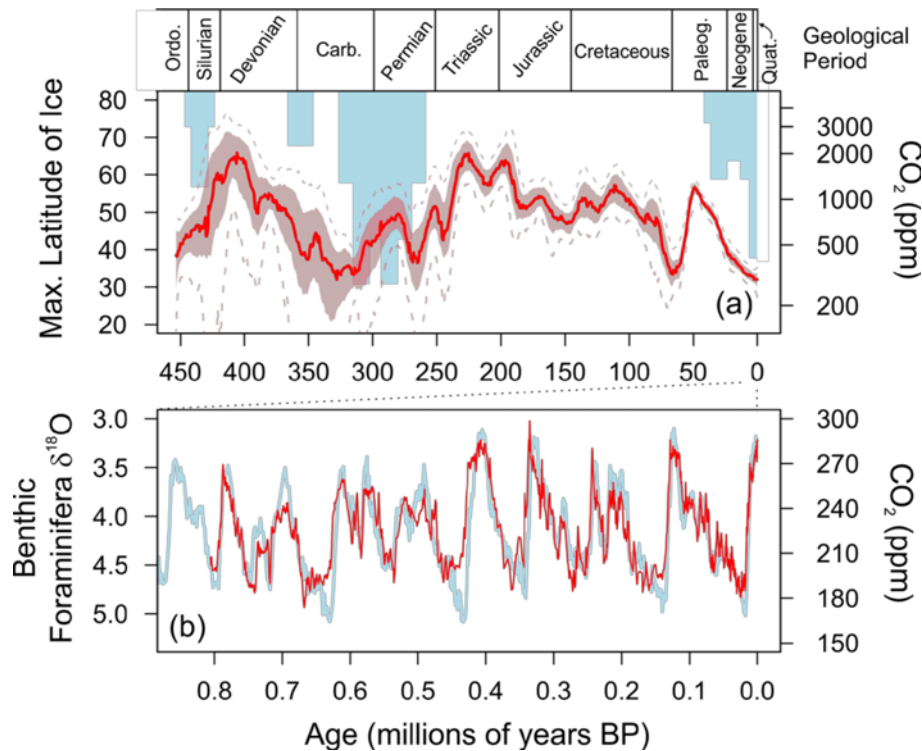 Ordo.
Silurian
Devonian
Carb.
Permian
Triassic
Jurassic
Cretaceous
Paleog.
Neogene
Quat.
Geological
Period
Max. Latitude of Ice
80
70
60
50
40
30
20
3000
2000
1000
500
200
CO2 (ppm)
(a)
450 400 350 300 250 200 150 100 50 0
Benthic
Foraminifera δ18O
3.0
3.5
4.0
4.5
5.0
300
270
240
210
180
150
CO2 (ppm)
(b)
0.8 0.7 0.6 0.5 0.4 0.3 0.2 0.1 0.0
Age (millions of years BP)